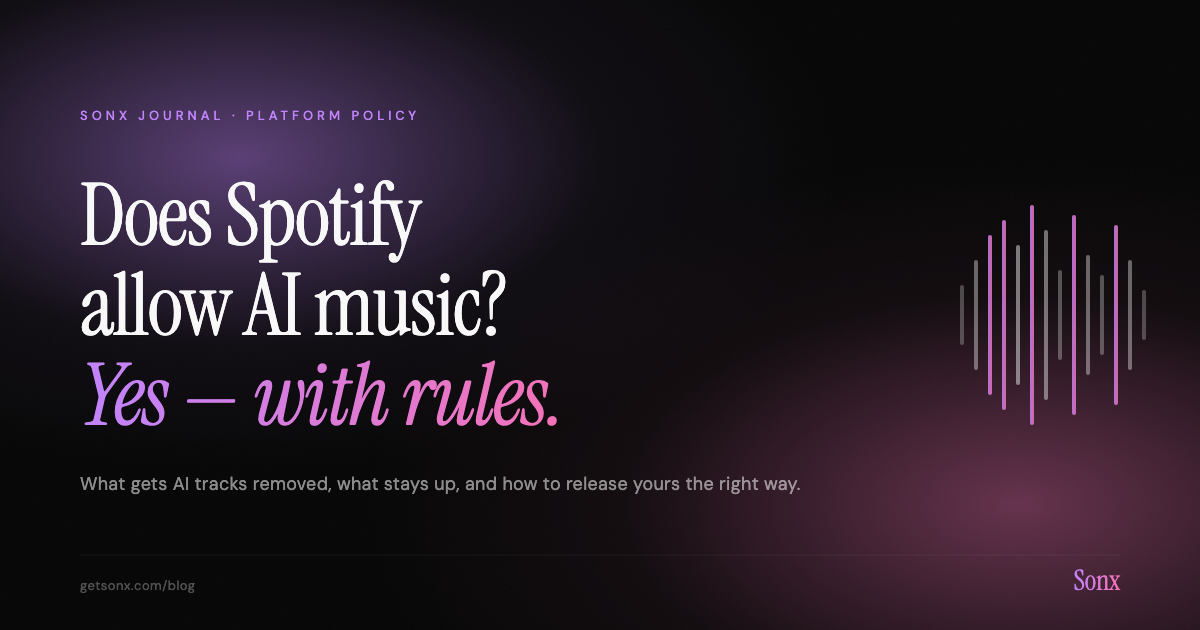 SONX JOURNAL · PLATFORM POLICY
Does Spotify
allow AI music?
Yes — with rules.
What gets AI tracks removed, what stays up, and how to release yours the right way.
getsonx.com/blog
Sonx